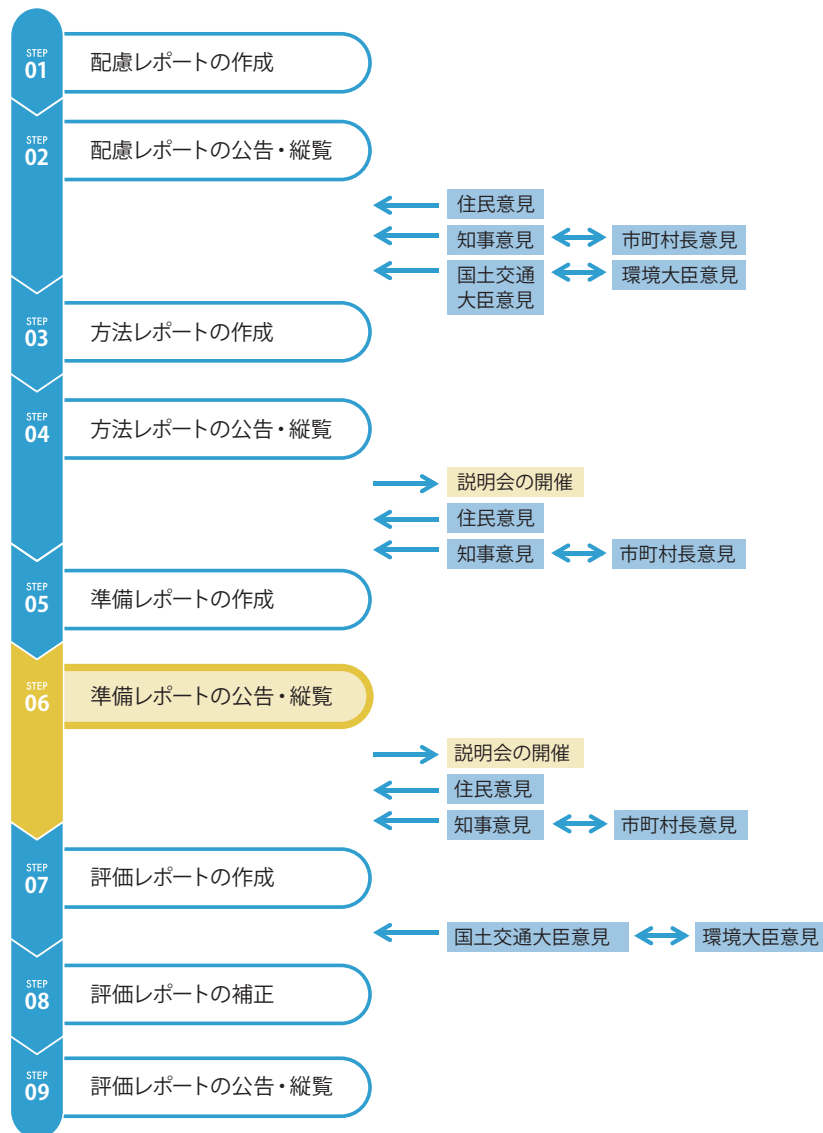 STEP
01
配慮レポートの作成
STEP
02
配慮レポートの公告・縦覧
住民意見
知事意見
市町村長意見
国土交通
大臣意見
環境大臣意見
STEP
03
方法レポートの作成
STEP
04
方法レポートの公告・縦覧
説明会の開催
住民意見
知事意見
市町村長意見
STEP
05
準備レポートの作成
STEP
06
準備レポートの公告・縦覧
説明会の開催
住民意見
知事意見
市町村長意見
STEP
07
評価レポートの作成
国土交通大臣意見
環境大臣意見
STEP
08
評価レポートの補正
STEP
09
評価レポートの公告・縦覧